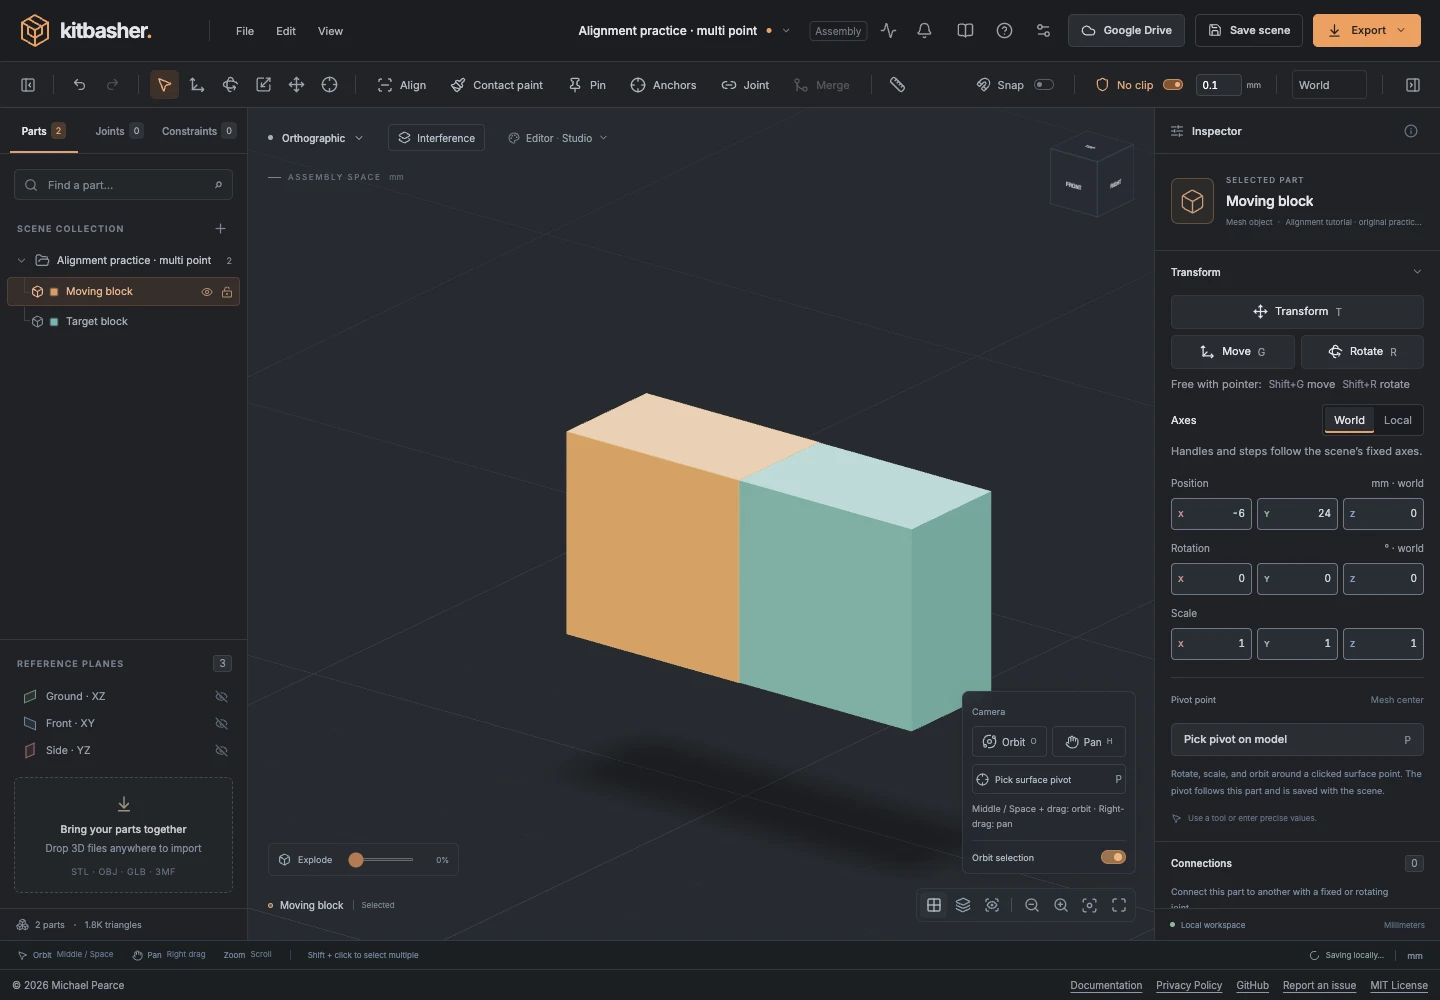 kitbasher.
File Edit View
Alignment practice · multi point
Assembly
Google Drive
Save scene
Export
Align
Contact paint
Pin
Anchors
Joint
Merge
Snap
No clip
0.1 mm
World
Parts 2
Joints 0
Constraints 0
Find a part...
SCENE COLLECTION
Alignment practice · multi point 2
Moving block
Target block
REFERENCE PLANES 3
Ground · XZ
Front · XY
Side · YZ
Bring your parts together
Drop 3D files anywhere to import
STL · OBJ · GLB · 3MF
2 parts · 1.8K triangles
Orthographic
Interference
Editor · Studio
ASSEMBLY SPACE mm
FRONT
RIGHT
Camera
Orbit O
Pan H
Pick surface pivot P
Middle / Space + drag: orbit · Right-
drag: pan
Orbit selection
Explode 0%
Moving block Selected
Inspector
SELECTED PART
Moving block
Mesh object · Alignment tutorial · original practic...
Transform
Transform T
Move G
Rotate R
Free with pointer: Shift+G move Shift+R rotate
Axes
World Local
Handles and steps follow the scene's fixed axes.
Position mm · world
X -6 Y 24 Z 0
Rotation ° · world
X 0 Y 0 Z 0
Scale
X 1 Y 1 Z 1
Pivot point Mesh center
Pick pivot on model P
Rotate, scale, and orbit around a clicked surface point. The
pivot follows this part and is saved with the scene.
Use a tool or enter precise values.
Connections 0
Connect this part to another with a fixed or rotating
Local workspace Millimeters
Orbit Middle / Space Pan Right drag Zoom Scroll Shift + click to select multiple
Saving locally... mm
© 2026 Michael Pearce
Documentation Privacy Policy GitHub Report an issue MIT License